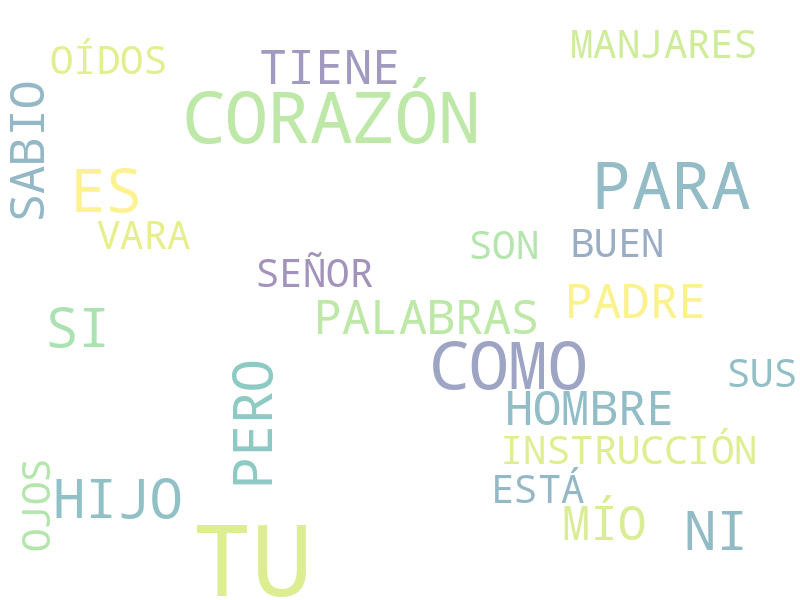 OÍDOS
TIENE
MANJARES
SABIO
CORAZÓN
ES
PARA
VARA
SON
BUEN
SEÑOR
PALABRAS
PADRE
SI
COMO
SUS
PERO
HOMBRE
INSTRUCCIÓN
OJOS
HIJO
ESTÁ
MÍO
NI
TU